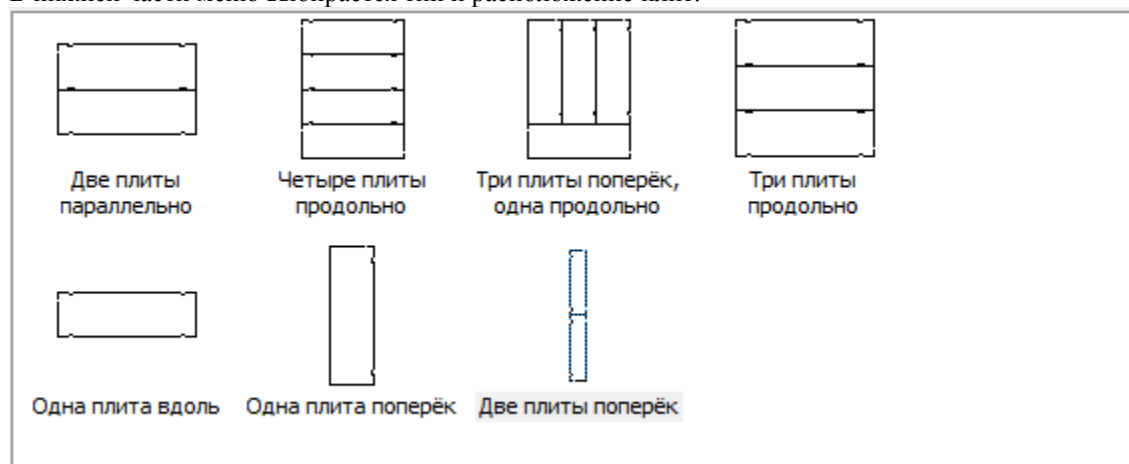 Две плиты
параллельно
Четыре плиты
продольно
Три плиты поперёк,
одна продольно
Три плиты
продольно
Одна плита вдоль
Одна плита поперёк
Две плиты поперёк